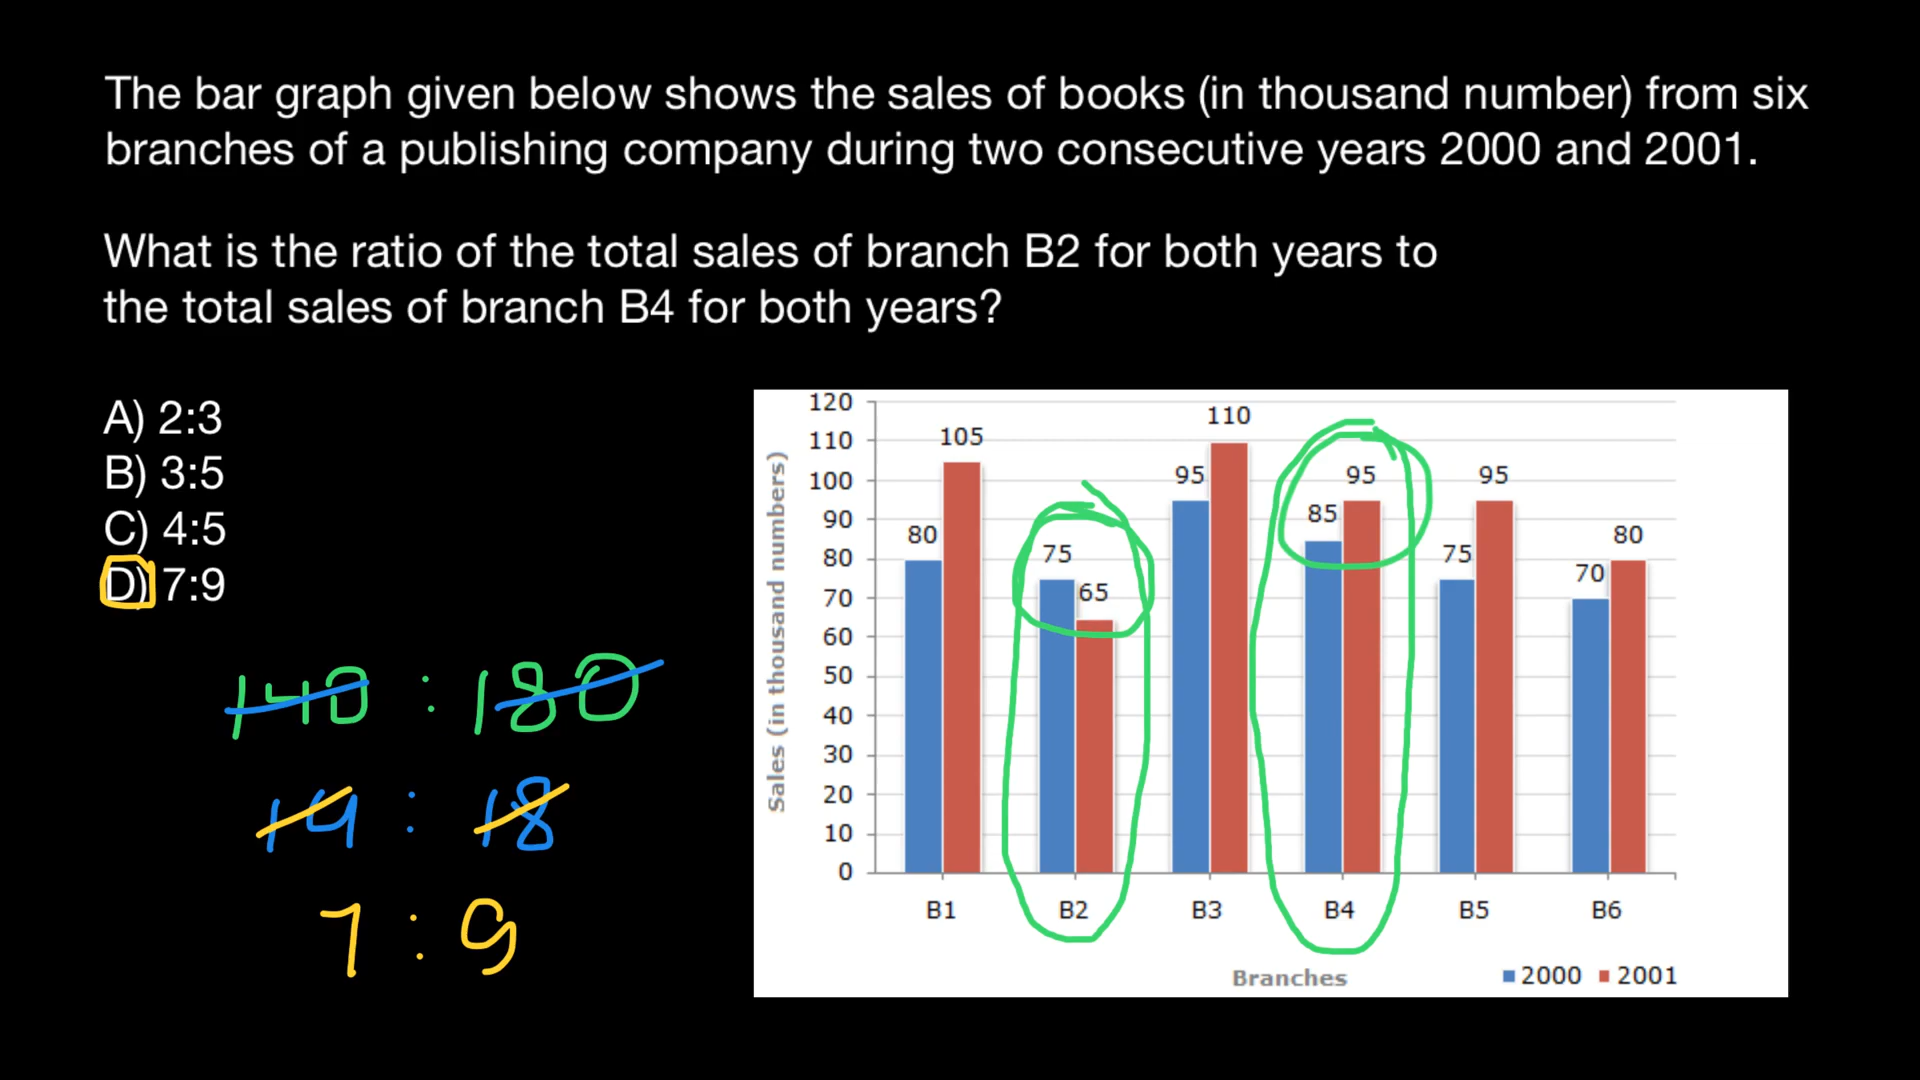 The bar graph given below shows the sales of books (in thousand number) from six
branches of a publishing company during two consecutive years 2000 and 2001.
What is the ratio of the total sales of branch B2 for both years to
the total sales of branch B4 for both years?
A) 2:3
B) 3:5
C) 4:5
D) 7:9
140 : 180
14 : 18
7 : 9
Sales (in thousand numbers)
120
110
100
90
80
70
60
50
40
30
20
10
0
80 105
75 65
95 110
85 95
75 95
70 80
B1 B2 B3 B4 B5 B6
Branches
2000 2001